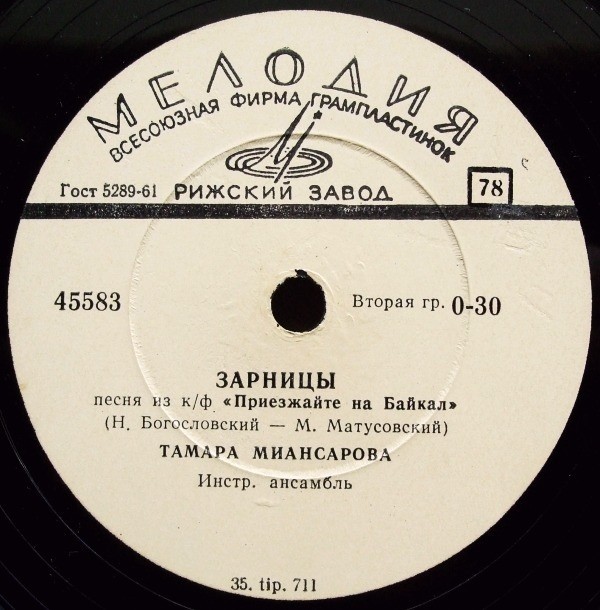 МЕЛОДИЯ
ВСЕСОЮЗНАЯ ФИРМА ГРАМПЛАСТИНОК
Гост 5289-61 РИЖСКИЙ ЗАВОД 78
45583 Вторая гр. 0-30
ЗАРНИЦЫ
песня из к/ф «Приезжайте на Байкал»
(Н. Богословский — М. Матусовский)
ТАМАРА МИАНСАРОВА
Инстр. ансамбль
35. tip. 711